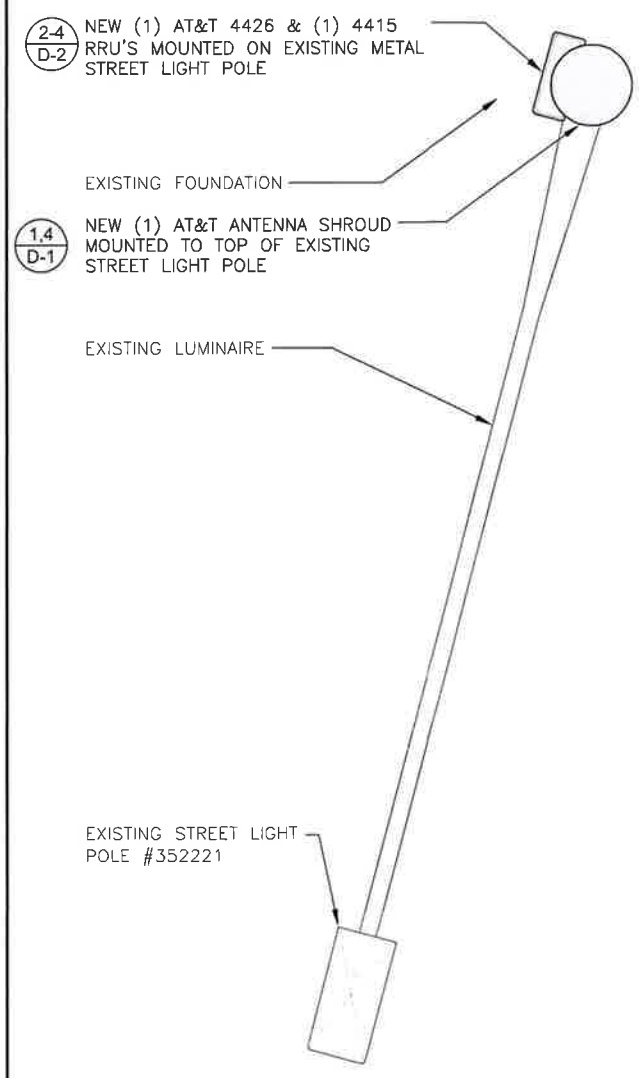 2-4
D-2
NEW (1) AT&T 4426 & (1) 4415
RRU'S MOUNTED ON EXISTING METAL
STREET LIGHT POLE
EXISTING FOUNDATION
1,4
D-1
NEW (1) AT&T ANTENNA SHROUD
MOUNTED TO TOP OF EXISTING
STREET LIGHT POLE
EXISTING LUMINAIRE
EXISTING STREET LIGHT
POLE #352221